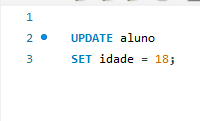 1
2 UPDATE aluno
3 SET idade = 18;